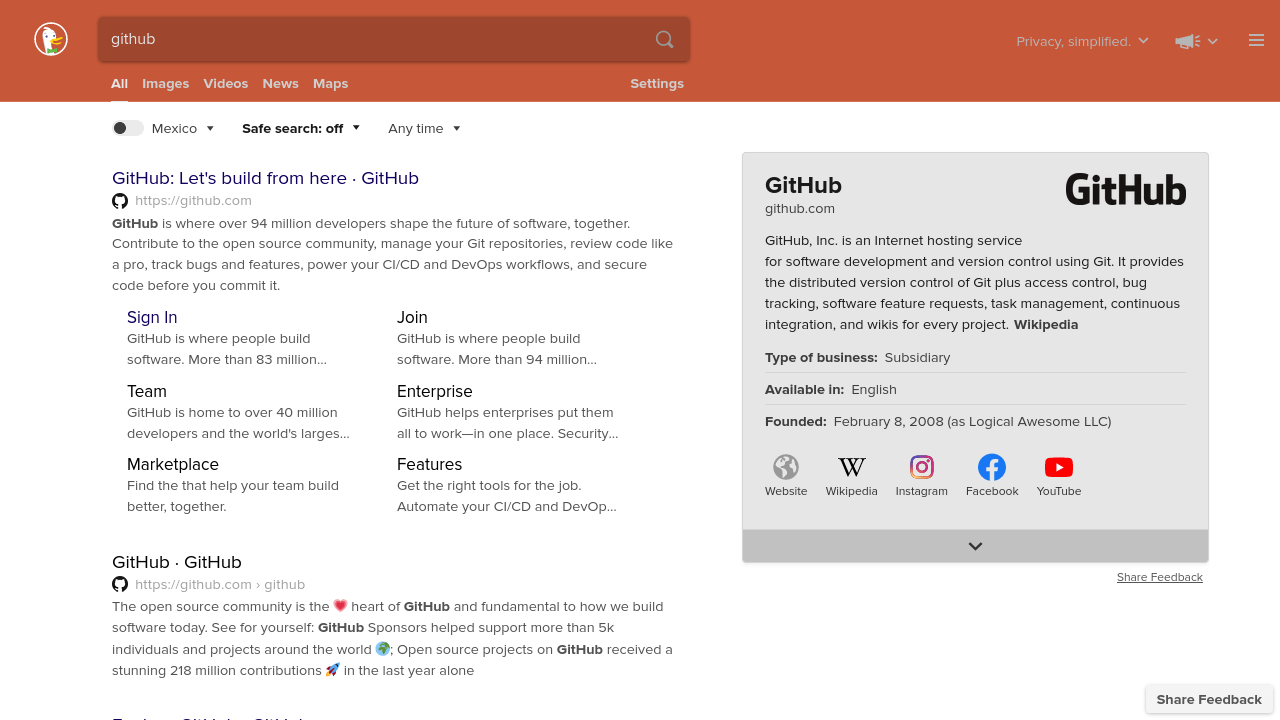 github
Privacy, simplified.
All Images Videos News Maps Settings
Mexico Safe search: off Any time
GitHub: Let's build from here · GitHub
https://github.com
GitHub is where over 94 million developers shape the future of software, together.
Contribute to the open source community, manage your Git repositories, review code like
a pro, track bugs and features, power your CI/CD and DevOps workflows, and secure
code before you commit it.
Sign In
GitHub is where people build
software. More than 83 million...
Join
GitHub is where people build
software. More than 94 million...
Team
GitHub is home to over 40 million
developers and the world's larges...
Enterprise
GitHub helps enterprises put them
all to work—in one place. Security...
Marketplace
Find the that help your team build
better, together.
Features
Get the right tools for the job.
Automate your CI/CD and DevOp...
GitHub · GitHub
https://github.com › github
The open source community is the 💗 heart of GitHub and fundamental to how we build
software today. See for yourself: GitHub Sponsors helped support more than 5k
individuals and projects around the world 🌍; Open source projects on GitHub received a
stunning 218 million contributions 🚀 in the last year alone
GitHub
GitHub
github.com
GitHub, Inc. is an Internet hosting service
for software development and version control using Git. It provides
the distributed version control of Git plus access control, bug
tracking, software feature requests, task management, continuous
integration, and wikis for every project. Wikipedia
Type of business: Subsidiary
Available in: English
Founded: February 8, 2008 (as Logical Awesome LLC)
Website Wikipedia Instagram Facebook YouTube
Share Feedback
Share Feedback